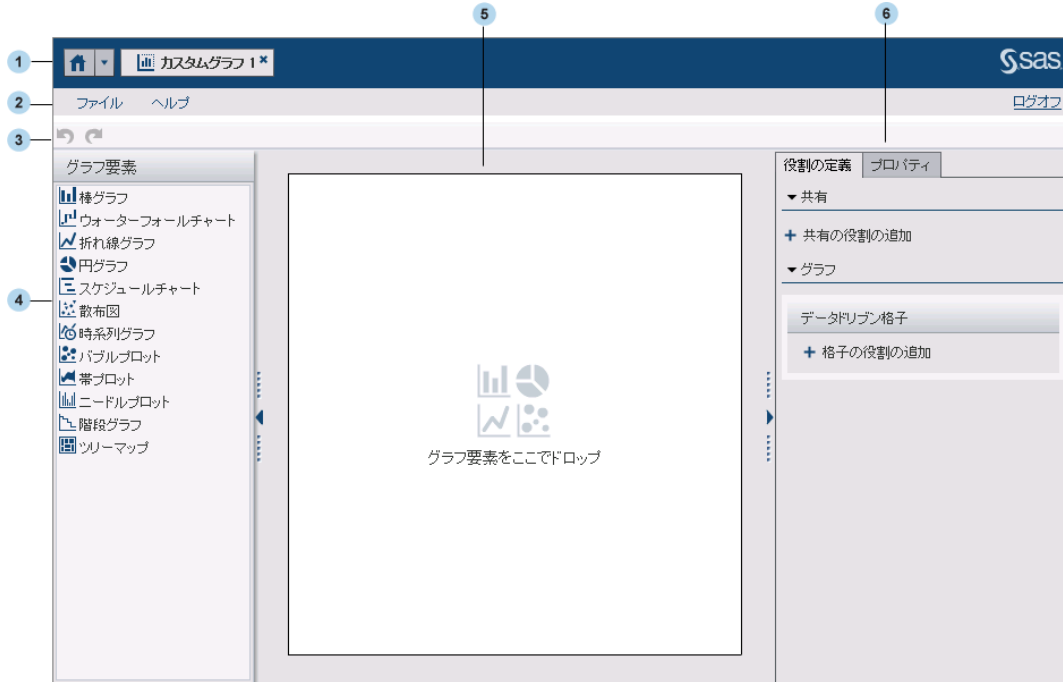 5
6
1
カスタムグラフ 1
sas
2
ファイル ヘルプ
ログオフ
3
グラフ要素
役割の定義 プロパティ
棒グラフ
ウォーターフォールチャート
折れ線グラフ
円グラフ
スケジュールチャート
4
散布図
時系列グラフ
バブルプロット
帯プロット
ニードルプロット
階段グラフ
ツリーマップ
グラフ要素をここでドロップ
共有
+ 共有の役割の追加
グラフ
データドリブン格子
+ 格子の役割の追加